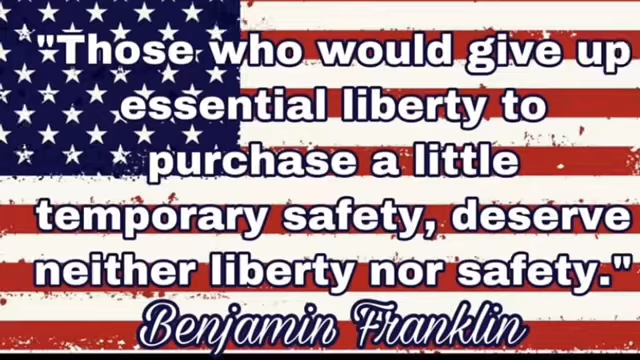 "Those who would give up
essential liberty to
purchase a little
temporary safety, deserve
neither liberty nor safety."
Benjamin Franklin